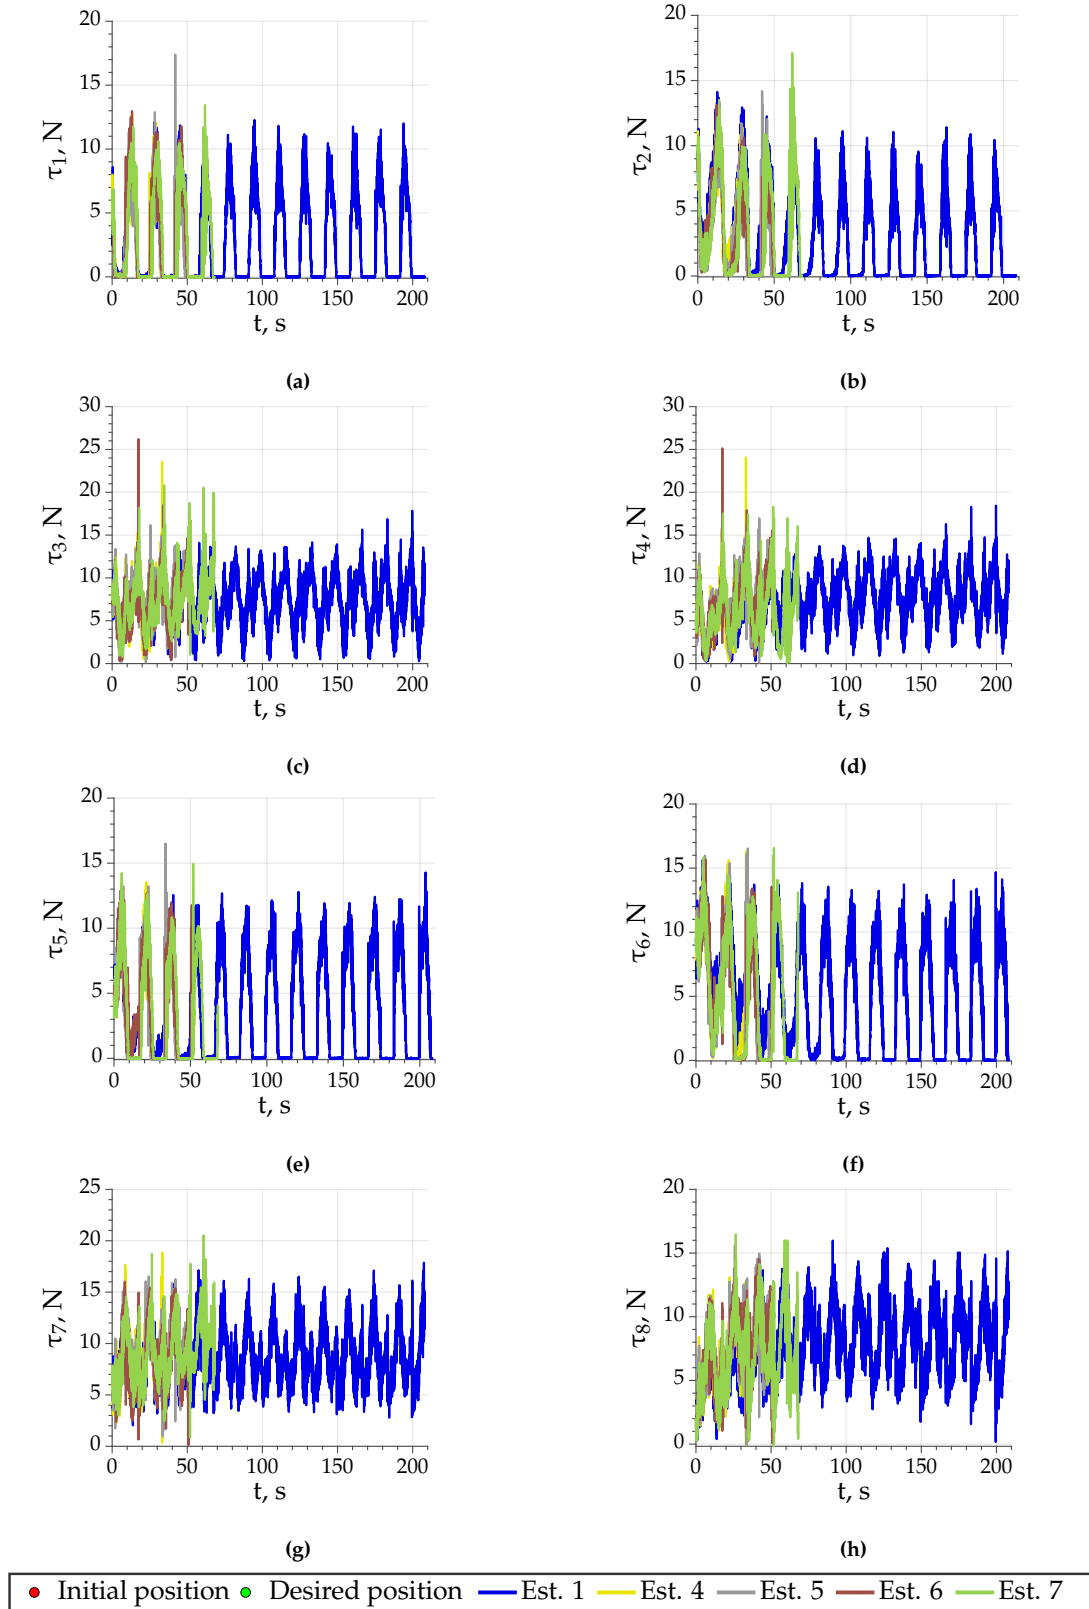 20
15
10
5
0
τ1, N
0 50 100 150 200
t, s
(a)
20
15
10
5
0
τ2, N
0 50 100 150 200
t, s
(b)
30
25
20
15
10
5
0
τ3, N
0 50 100 150 200
t, s
(c)
30
25
20
15
10
5
0
τ4, N
0 50 100 150 200
t, s
(d)
20
15
10
5
0
τ5, N
0 50 100 150 200
t, s
(e)
20
15
10
5
0
τ6, N
0 50 100 150 200
t, s
(f)
25
20
15
10
5
0
τ7, N
0 50 100 150 200
t, s
(g)
20
15
10
5
0
τ8, N
0 50 100 150 200
t, s
(h)
Initial position Desired position Est. 1 Est. 4 Est. 5 Est. 6 Est. 7